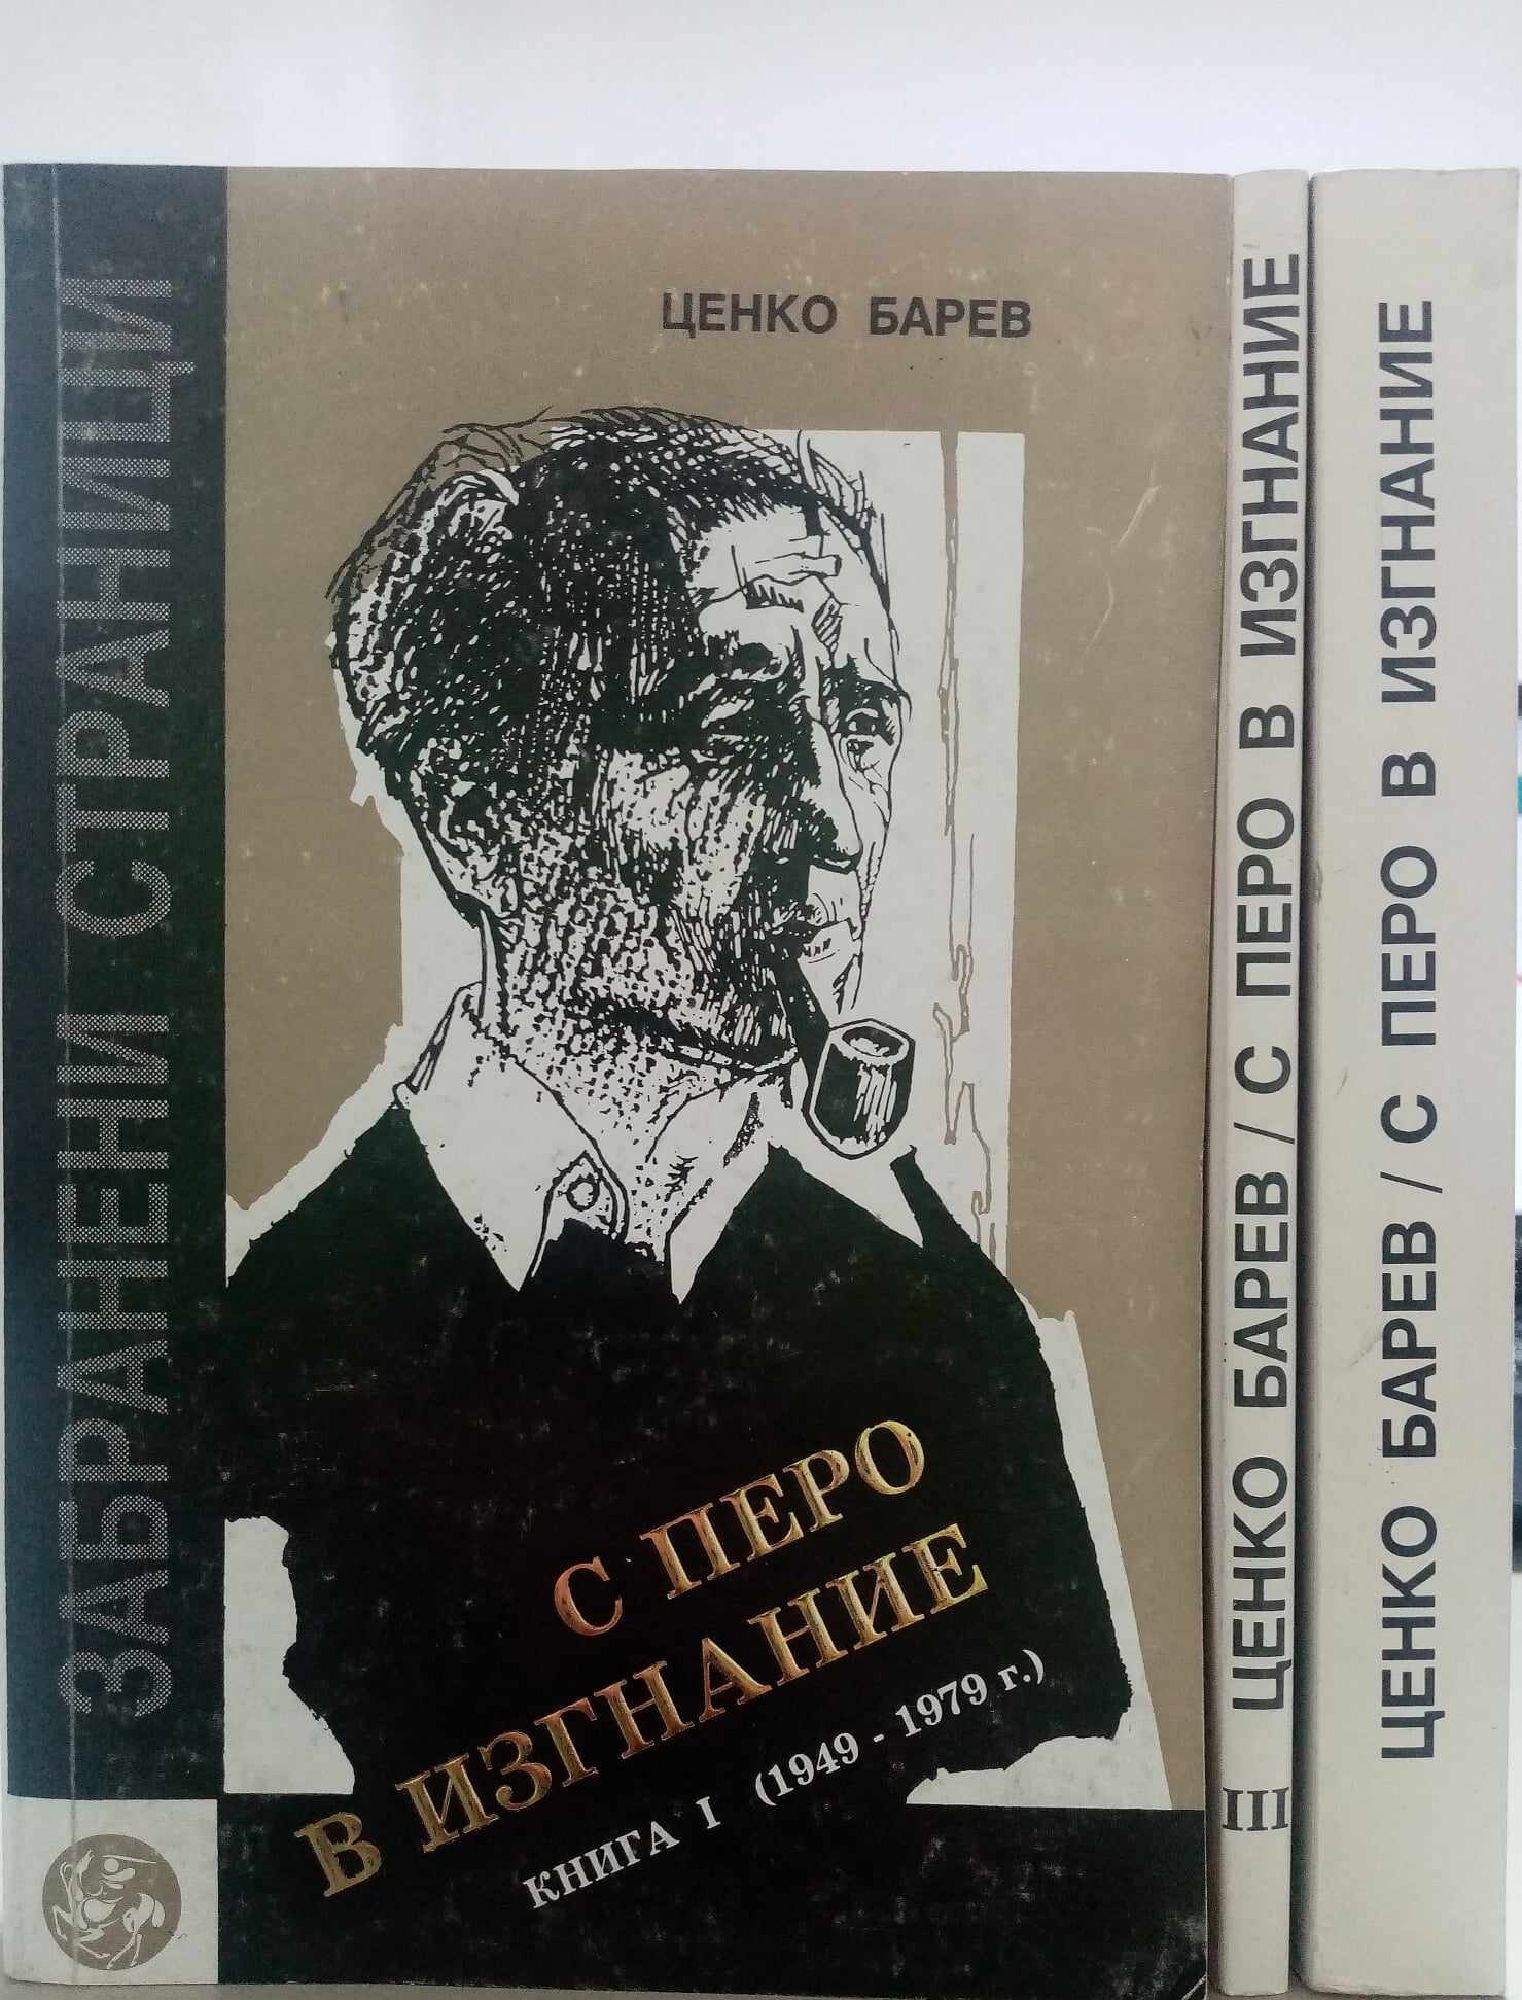 ЗАБРАНЕНИ СТРАНИЦИ
ЦЕНКО БАРЕВ
С ПЕРО
В ИЗГНАНИЕ
КНИГА I (1949 - 1979 г.)
ЦЕНКО БАРЕВ / С ПЕРО В ИЗГНАНИЕ
III
ЦЕНКО БАРЕВ / С ПЕРО В ИЗГНАНИЕ